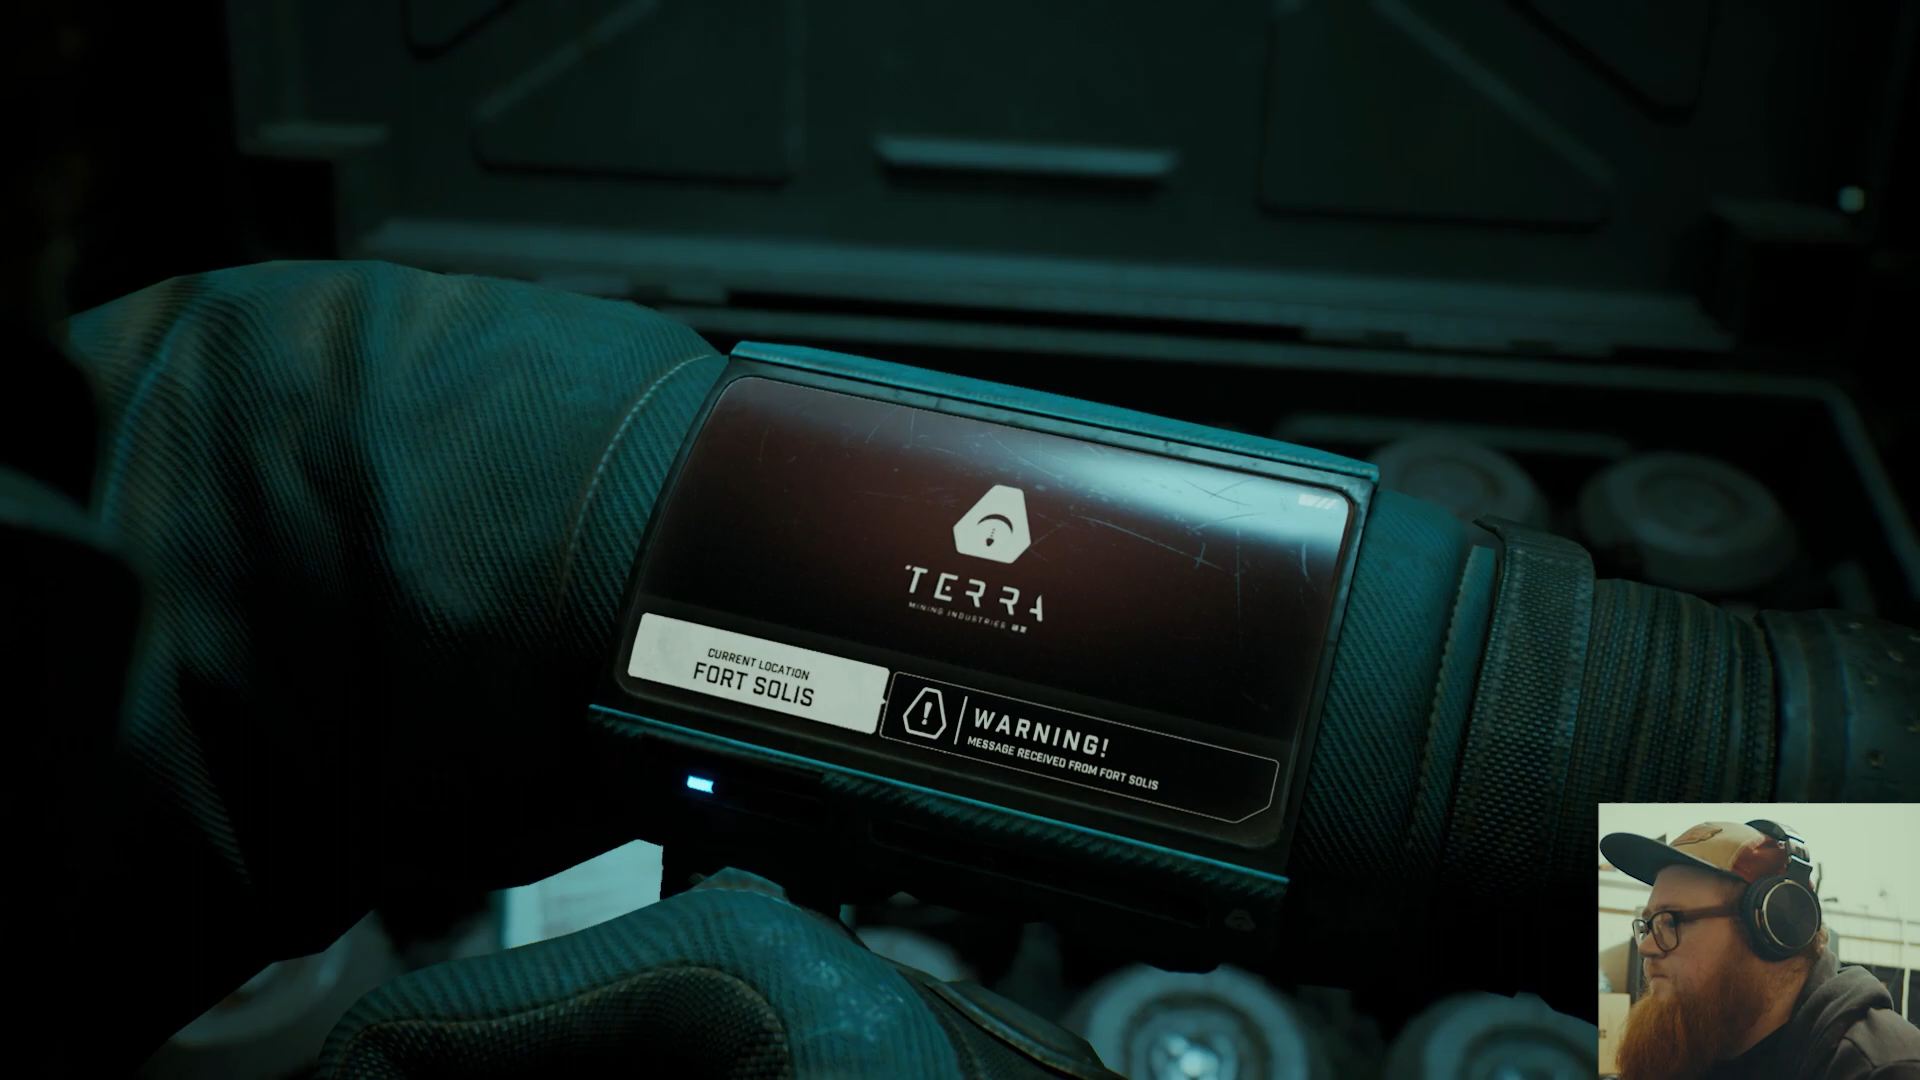 TERRA
MINING INDUSTRIES
CURRENT LOCATION
FORT SOLIS
WARNING!
MESSAGE RECEIVED FROM FORT SOLIS